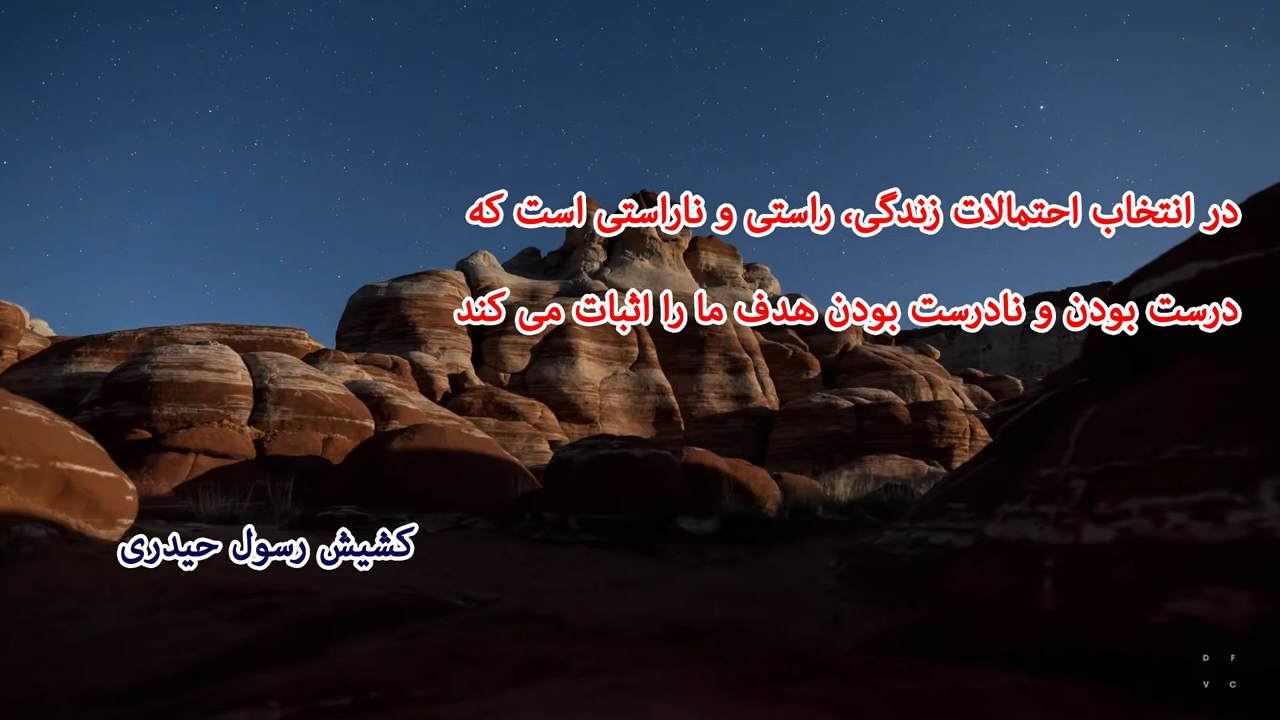 در انتخاب احتمالات زندگی، راستی و ناراستی است که
درست بودن و نادرست بودن هدف ما را اثبات می کند
کشیش رسول حیدری
D F
V C